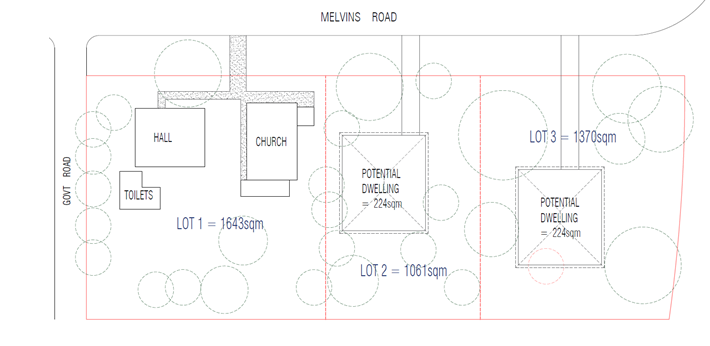 MELVINS ROAD
GOVT ROAD
HALL
CHURCH
TOILETS
LOT 1 = 1643sqm
POTENTIAL
DWELLING
= 224sqm
LOT 2 = 1061sqm
LOT 3 = 1370sqm
POTENTIAL
DWELLING
= 224sqm